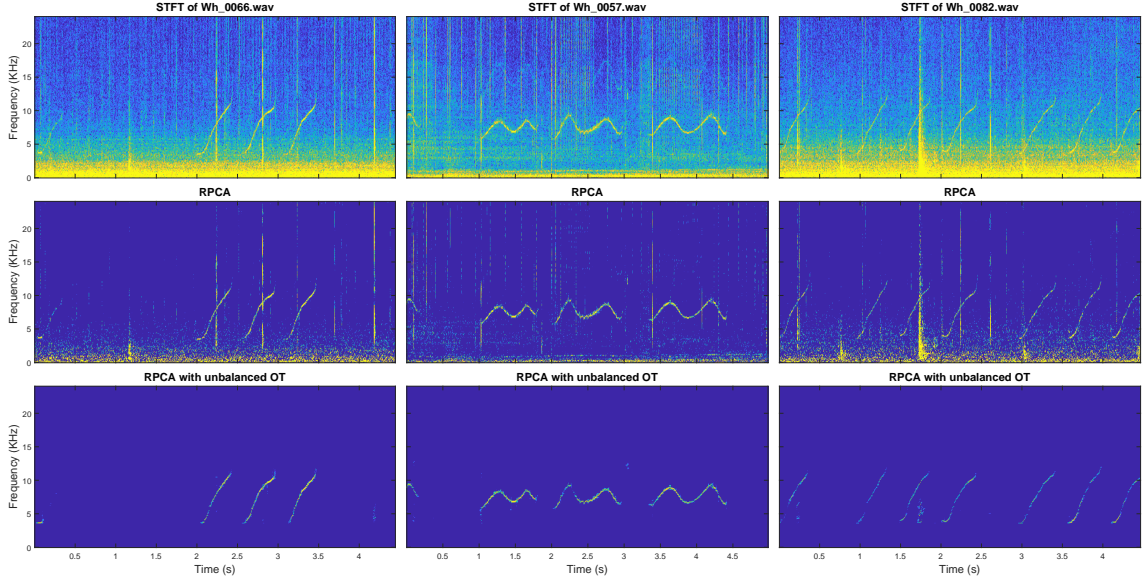 STFT of Wh_0066.wav
STFT of Wh_0057.wav
STFT of Wh_0082.wav
Frequency (KHz)
20
15
10
5
0
RPCA
RPCA
RPCA
Frequency (KHz)
20
15
10
5
0
RPCA with unbalanced OT
RPCA with unbalanced OT
RPCA with unbalanced OT
Frequency (KHz)
20
15
10
5
0
0.5 1 1.5 2 2.5 3 3.5 4
0.5 1 1.5 2 2.5 3 3.5 4 4.5
0.5 1 1.5 2 2.5 3 3.5 4
Time (s)
Time (s)
Time (s)